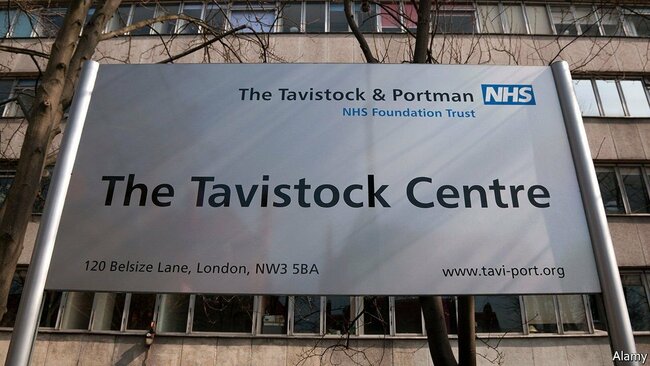 The Tavistock & Portman NHS
NHS Foundation Trust
The Tavistock Centre
120 Belsize Lane, London, NW3 5BA
www.tavi-port.org
Alamy